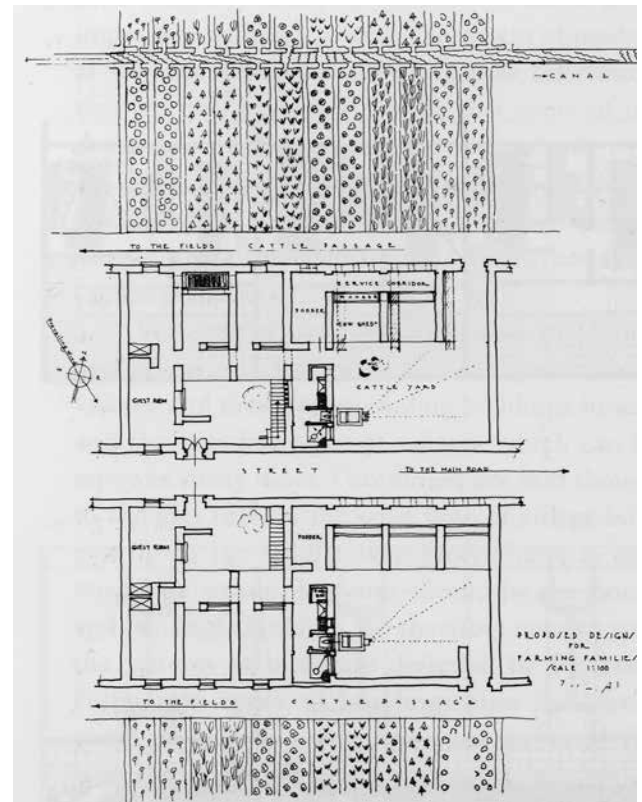 CANAL
TO THE FIELDS CATTLE PASSAGE
SERVICE CORRIDOR
FODDER
COW SHED
GUEST ROOM
CATTLE YARD
STREET
TO THE MAIN ROAD
GUEST ROOM
FODDER
PROPOSED DESIGNS
FOR
FARMING FAMILIES
SCALE 1:100
TO THE FIELDS CATTLE PASSAGE